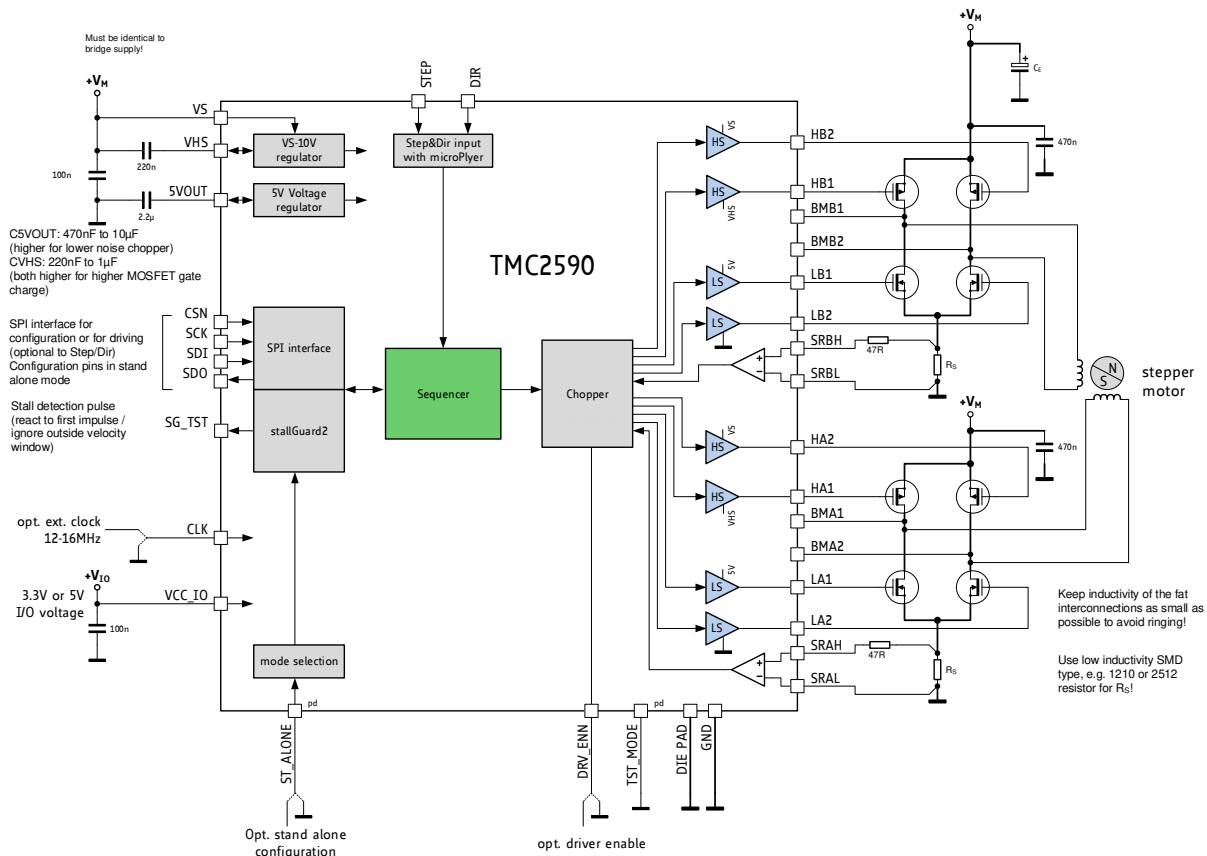 Must be identical to
bridge supply!
+VM
VS
VHS
220n
100n
5VOUT
2.2µ
VS-10V
regulator
5V Voltage
regulator
C5VOUT: 470nF to 10µF
(higher for lower noise chopper)
CVHS: 220nF to 1µF
(both higher for higher MOSFET gate
charge)
STEP
DIR
Step&Dir input
with microPlyer
TMC2590
SPI interface for
configuration or for driving
(optional to Step/Dir)
Configuration pins in stand
alone mode
CSN
SCK
SDI
SDO
SPI interface
Stall detection pulse
(react to first impulse /
ignore outside velocity
window)
SG_TST
stallGuard2
Sequencer
Chopper
opt. ext. clock
12-16MHz
CLK
+VIO
3.3V or 5V
I/O voltage
VCC_IO
100n
mode selection
pd
ST_ALONE
Opt. stand alone
configuration
DRV_ENN
opt. driver enable
pd
TST_MODE
DIE PAD
GND
HS
VS
HS
VHS
LS
5V
LS
+
−
HS
VS
HS
VHS
LS
5V
LS
+
−
HB2
HB1
BMB1
BMB2
LB1
LB2
SRBH
SRBL
47R
RS
+VM
+
CE
470n
HA2
HA1
BMA1
BMA2
LA1
LA2
SRAH
SRAL
47R
RS
+VM
470n
N
S
stepper
motor
Keep inductivity of the fat
interconnections as small as
possible to avoid ringing!
Use low inductivity SMD
type, e.g. 1210 or 2512
resistor for RS!